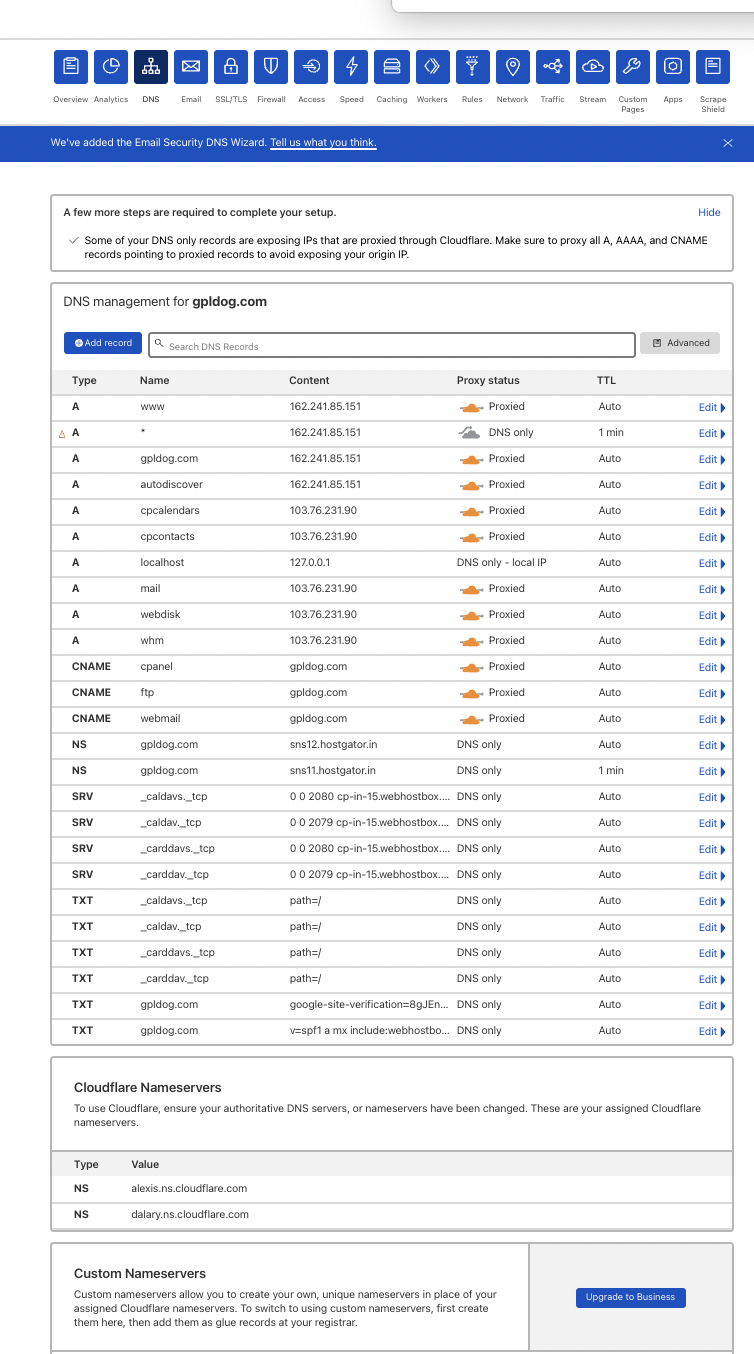 Overview Analytics DNS Email SSL/TLS Firewall Access Speed Caching Workers Rules Network Traffic Stream Custom Pages Apps Scrape Shield
We've added the Email Security DNS Wizard. Tell us what you think.
A few more steps are required to complete your setup. Hide
Some of your DNS only records are exposing IPs that are proxied through Cloudflare. Make sure to proxy all A, AAAA, and CNAME
records pointing to proxied records to avoid exposing your origin IP.
DNS management for gpldog.com
Add record Search DNS Records Advanced
Type Name Content Proxy status TTL
A www 162.241.85.151 Proxied Auto Edit
A * 162.241.85.151 DNS only 1 min Edit
A gpldog.com 162.241.85.151 Proxied Auto Edit
A autodiscover 162.241.85.151 Proxied Auto Edit
A cpcalendars 103.76.231.90 Proxied Auto Edit
A cpcontacts 103.76.231.90 Proxied Auto Edit
A localhost 127.0.0.1 DNS only - local IP Auto Edit
A mail 103.76.231.90 Proxied Auto Edit
A webdisk 103.76.231.90 Proxied Auto Edit
A whm 103.76.231.90 Proxied Auto Edit
CNAME cpanel gpldog.com Proxied Auto Edit
CNAME ftp gpldog.com Proxied Auto Edit
CNAME webmail gpldog.com Proxied Auto Edit
NS gpldog.com sns12.hostgator.in DNS only Auto Edit
NS gpldog.com sns11.hostgator.in DNS only 1 min Edit
SRV _caldavs._tcp 0 0 2080 cp-in-15.webhostbox.... DNS only Auto Edit
SRV _caldav._tcp 0 0 2079 cp-in-15.webhostbox.... DNS only Auto Edit
SRV _carddavs._tcp 0 0 2080 cp-in-15.webhostbox.... DNS only Auto Edit
SRV _carddav._tcp 0 0 2079 cp-in-15.webhostbox.... DNS only Auto Edit
TXT _caldavs._tcp path=/ DNS only Auto Edit
TXT _caldav._tcp path=/ DNS only Auto Edit
TXT _carddavs._tcp path=/ DNS only Auto Edit
TXT _carddav._tcp path=/ DNS only Auto Edit
TXT gpldog.com google-site-verification=8gJEn... DNS only Auto Edit
TXT gpldog.com v=spf1 a mx include:webhostbo... DNS only Auto Edit
Cloudflare Nameservers
To use Cloudflare, ensure your authoritative DNS servers, or nameservers have been changed. These are your assigned Cloudflare
nameservers.
Type Value
NS alexis.ns.cloudflare.com
NS dalary.ns.cloudflare.com
Custom Nameservers
Custom nameservers allow you to create your own, unique nameservers in place of your
assigned Cloudflare nameservers. To switch to using custom nameservers, first create
them here, then add them as glue records at your registrar.
Upgrade to Business